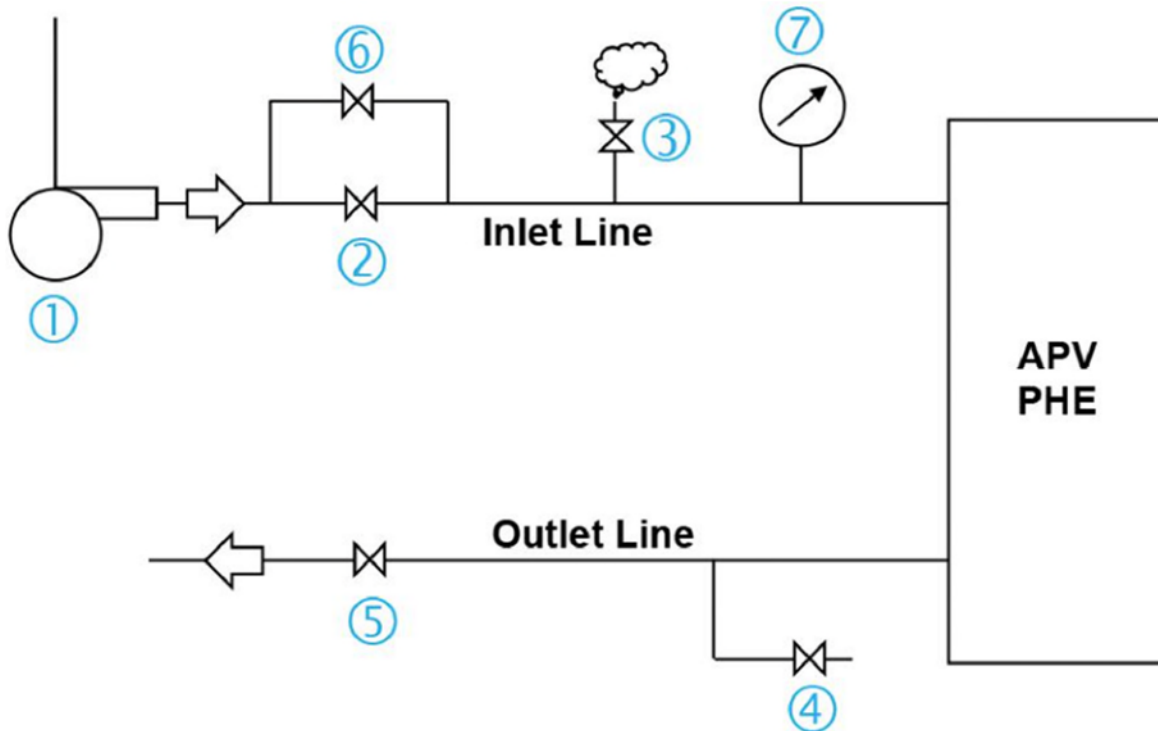 ⑥
⑦
③
②
Inlet Line
①
APV
PHE
Outlet Line
⑤
④